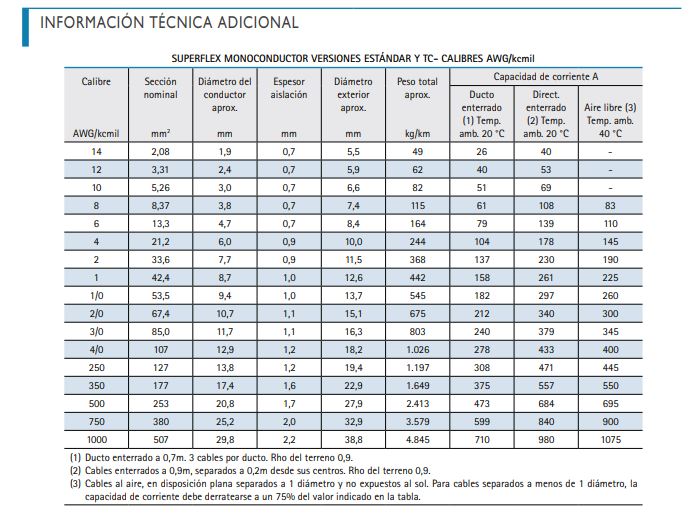 INFORMACIÓN TÉCNICA ADICIONAL
SUPERFLEX MONOCONDUCTOR VERSIONES ESTÁNDAR Y TC- CALIBRES AWG/kcmil
Calibre Sección nominal Diámetro del conductor aprox. Espesor aislación Diámetro exterior aprox. Peso total aprox. Capacidad de corriente A
Ducto enterrado (1) Temp. amb. 20 °C Direct. enterrado (2) Temp. amb. 20 °C Aire libre (3) Temp. amb. 40 °C
AWG/kcmil mm² mm mm mm kg/km
14 2,08 1,9 0,7 5,5 49 26 40 -
12 3,31 2,4 0,7 5,9 62 40 53 -
10 5,26 3,0 0,7 6,6 82 51 69 -
8 8,37 3,8 0,7 7,4 115 61 108 83
6 13,3 4,7 0,7 8,4 164 79 139 110
4 21,2 6,0 0,9 10,0 244 104 178 145
2 33,6 7,7 0,9 11,5 368 137 230 190
1 42,4 8,7 1,0 12,6 442 158 261 225
1/0 53,5 9,4 1,0 13,7 545 182 297 260
2/0 67,4 10,7 1,1 15,1 675 212 340 300
3/0 85,0 11,7 1,1 16,3 803 240 379 345
4/0 107 12,9 1,2 18,2 1.026 278 433 400
250 127 13,8 1,2 19,4 1.197 308 471 445
350 177 17,4 1,6 22,9 1.649 375 557 550
500 253 20,8 1,7 27,9 2.413 473 684 695
750 380 25,2 2,0 32,9 3.579 599 840 900
1000 507 29,8 2,2 38,8 4.845 710 980 1075
(1) Ducto enterrado a 0,7m. 3 cables por ducto. Rho del terreno 0,9.
(2) Cables enterrados a 0,9m, separados a 0,2m desde sus centros. Rho del terreno 0,9.
(3) Cables al aire, en disposición plana separados a 1 diámetro y no expuestos al sol. Para cables separados a menos de 1 diámetro, la
capacidad de corriente debe derratearse a un 75% del valor indicado en la tabla.